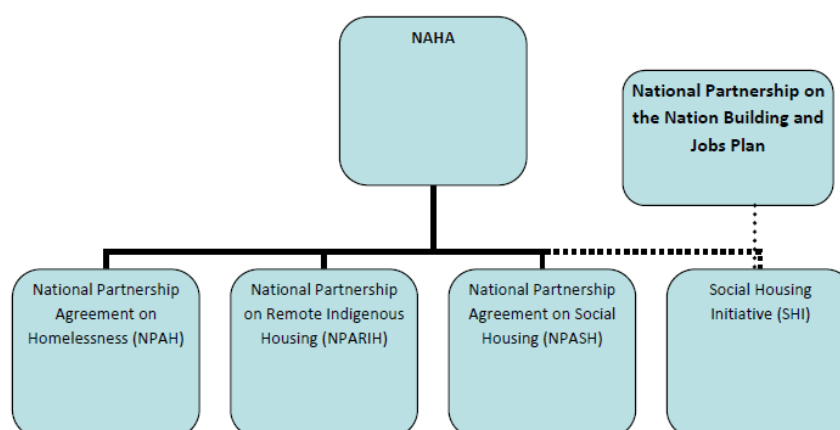 NAHA
National Partnership on
the Nation Building and
Jobs Plan
National Partnership
Agreement on
Homelessness (NPAH)
National Partnership
on Remote Indigenous
Housing (NPARIH)
National Partnership
Agreement on Social
Housing (NPASH)
Social Housing
Initiative (SHI)